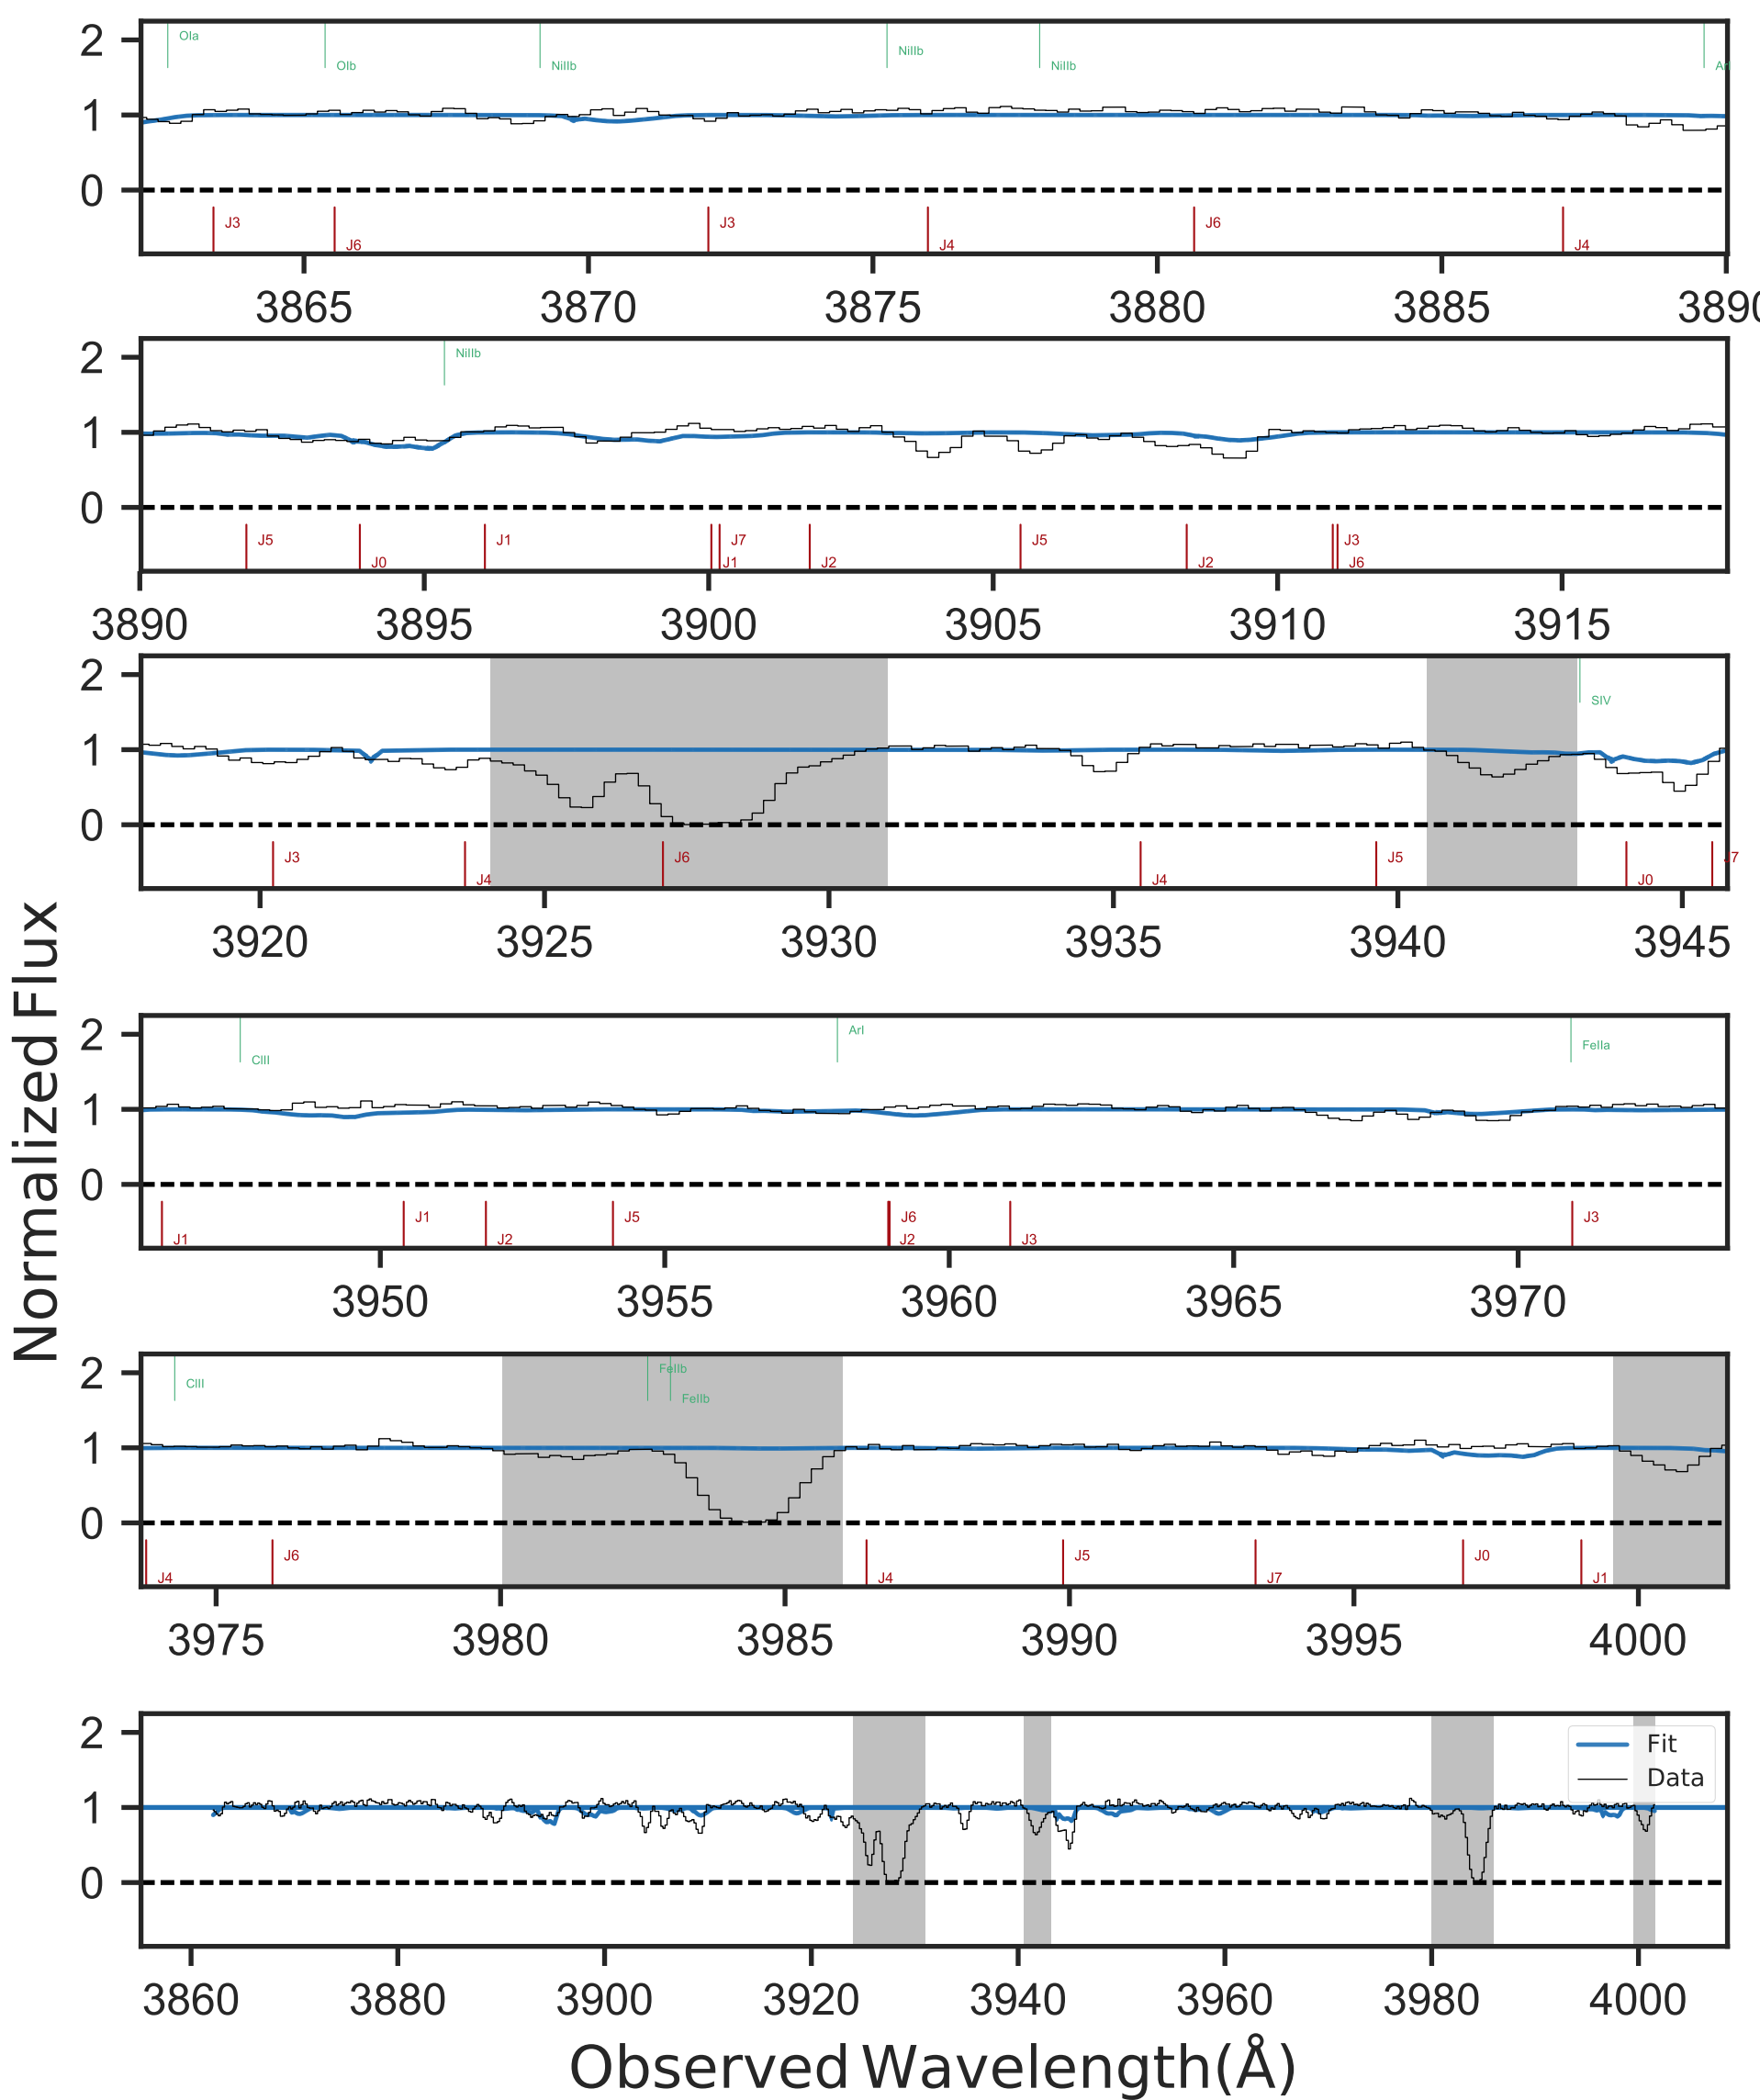 2
OIa
OIb
NiIIb
NiIIb
NiIIb
1
0
J3
J6
J3
J4
J6
J4
3865 3870 3875 3880 3885
2
NiIIb
1
0
J5
J0
J1
J7
J1
J2
J5
J2
J3
J6
3890 3895 3900 3905 3910 3915
2
SIV
1
0
J3
J4
J6
J4
J5
J0
J7
3920 3925 3930 3935 3940 3945
Normalized Flux
2
CIII
ArI
FeIIa
1
0
J1
J1
J2
J5
J6
J2
J3
J3
3950 3955 3960 3965 3970
2
CIII
FeIIb
FeIIb
1
0
J4
J6
J4
J5
J7
J0
J1
3975 3980 3985 3990 3995 4000
2
Fit
Data
1
0
3860 3880 3900 3920 3940 3960 3980 4000
Observed Wavelength(Å)